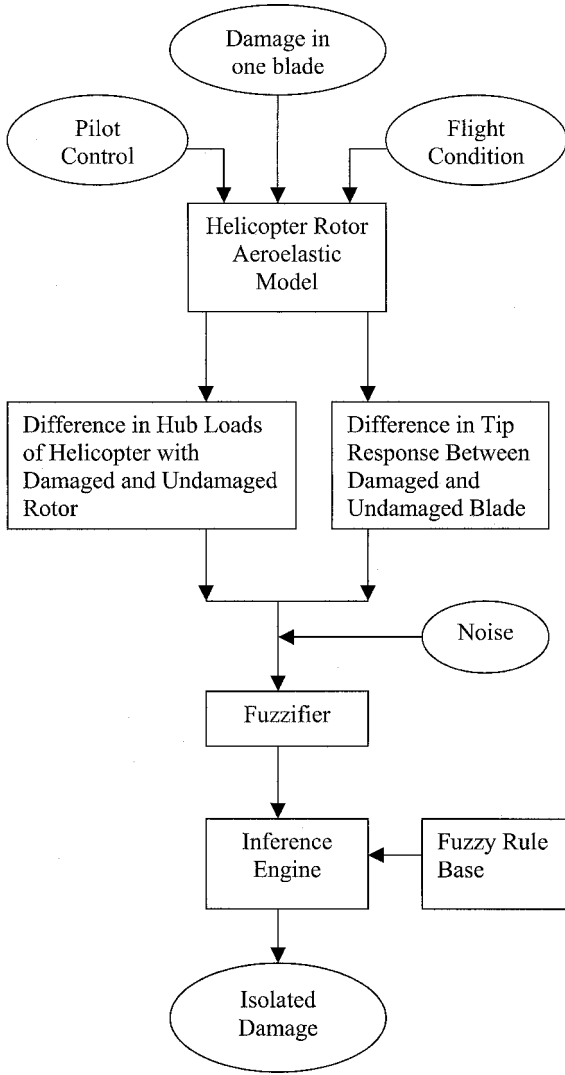 Damage in
one blade
Pilot
Control
Flight
Condition
Helicopter Rotor
Aeroelastic
Model
Difference in Hub Loads
of Helicopter with
Damaged and Undamaged
Rotor
Difference in Tip
Response Between
Damaged and
Undamaged Blade
Noise
Fuzzifier
Inference
Engine
Fuzzy Rule
Base
Isolated
Damage